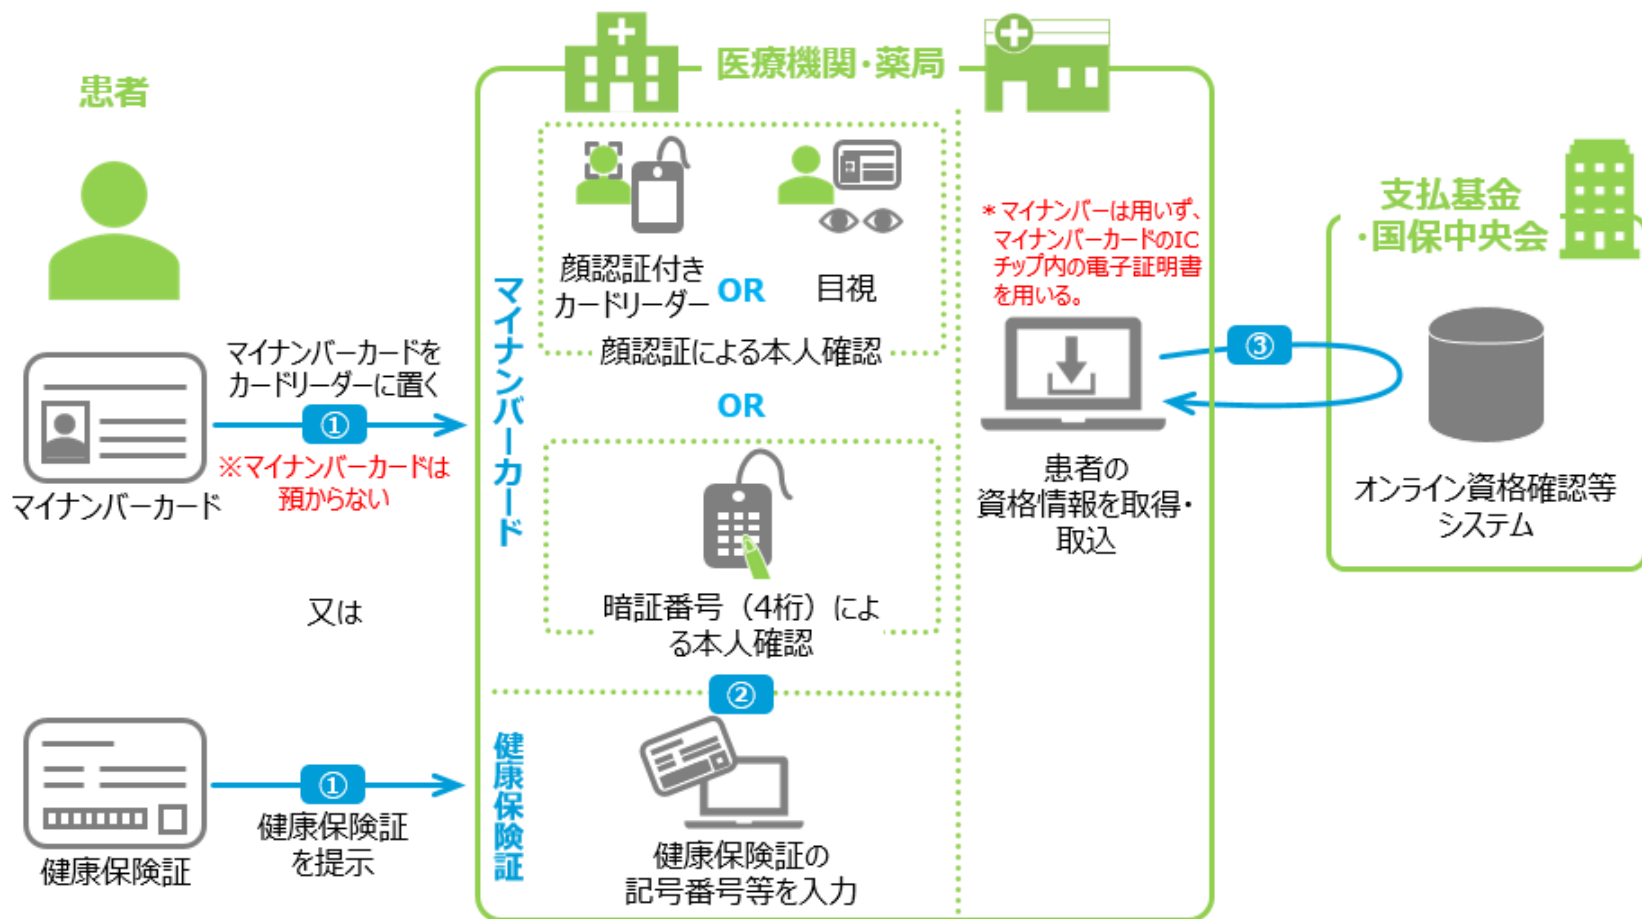 患者
医療機関・薬局
マイナンバーカードを
カードリーダーに置く
①
※マイナンバーカードは
預からない
マイナンバーカード
又は
①
健康保険証
を提示
健康保険証
マイナンバーカード
顔認証付き
カードリーダー
OR
目視
顔認証による本人確認
OR
暗証番号（4桁）によ
る本人確認
②
健康保険証
健康保険証の
記号番号等を入力
＊マイナンバーは用いず、
マイナンバーカードのIC
チップ内の電子証明書
を用いる。
患者の
資格情報を取得・
取込
③
支払基金
・国保中央会
オンライン資格確認等
システム